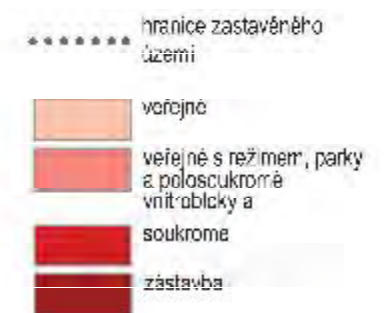 hranice zastavěného
území
veřejné
veřejné s režimem, parky
a polosoukromé
vnitrobloky a
soukromé
zástavba